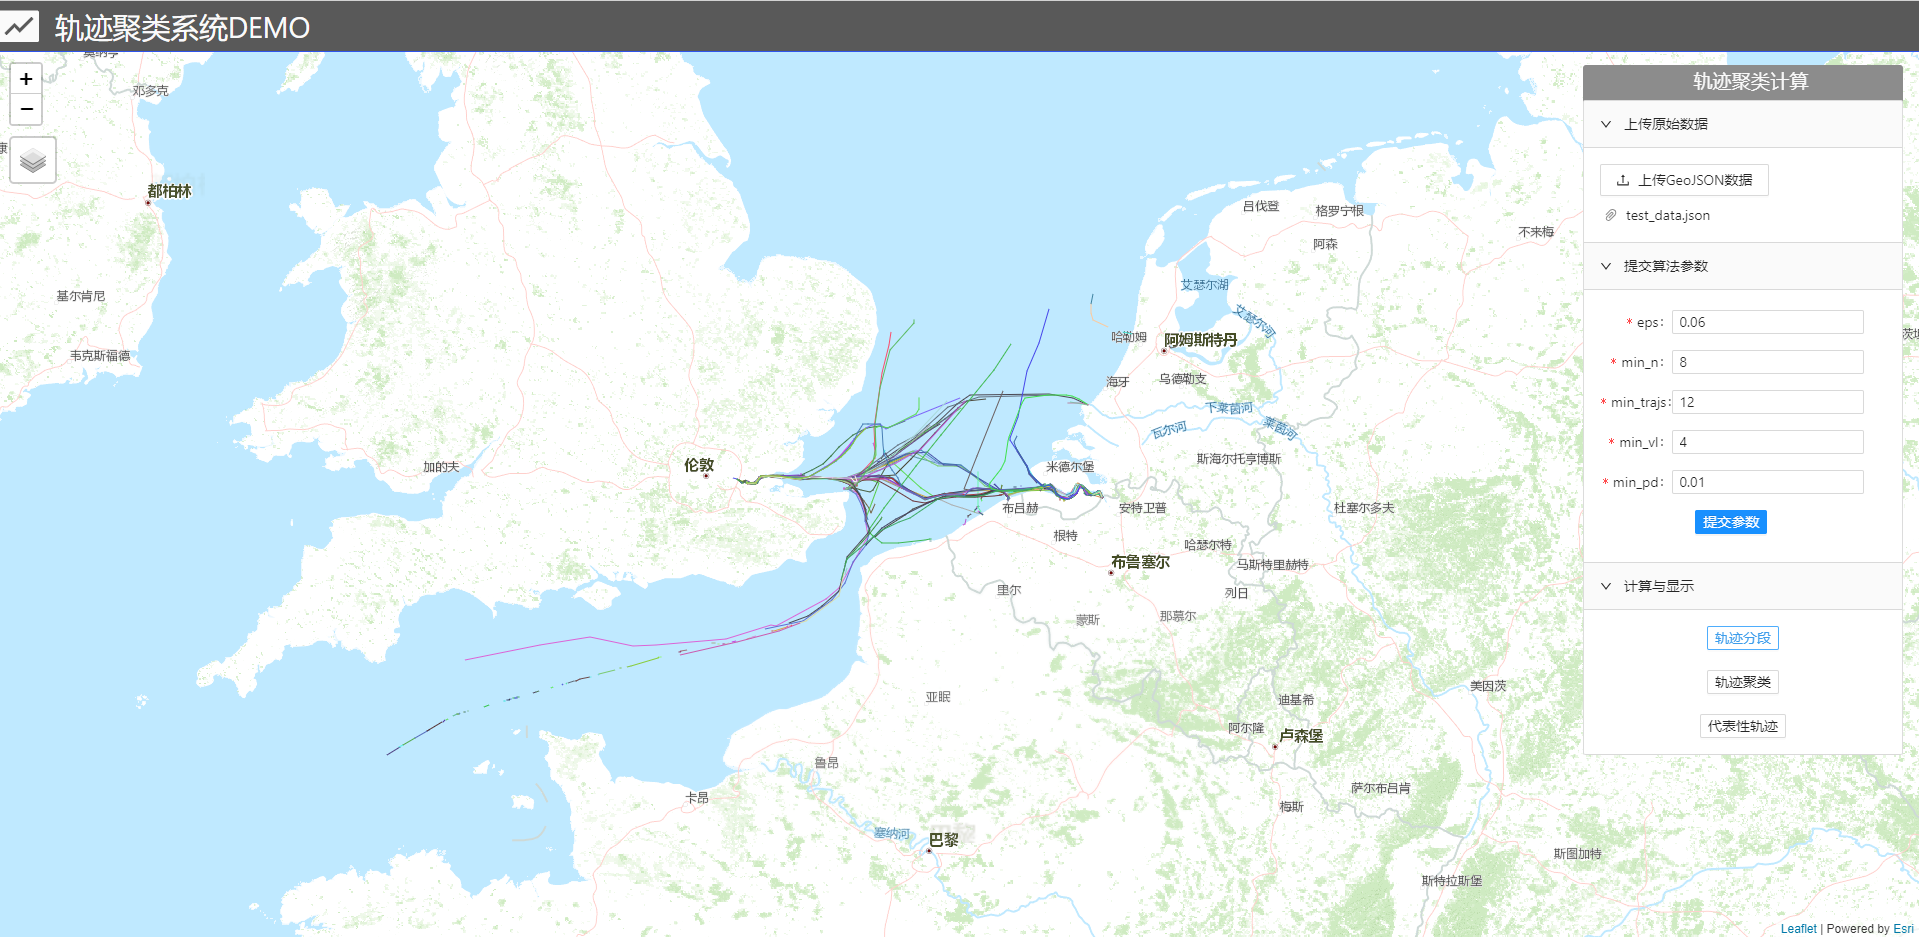 轨迹聚类系统DEMO
+
−
邓多克
都柏林
基尔肯尼
韦克斯福德
康
加的夫
伦敦
吕伐登
格罗宁根
不来梅
阿森
艾瑟尔湖
艾瑟尔河
哈勒姆
阿姆斯特丹
海牙
乌德勒支
下莱茵河
瓦尔河
莱茵河
米德尔堡
斯海尔托亨博斯
布吕赫
安特卫普
杜塞尔多夫
根特
哈瑟尔特
布鲁塞尔
马斯特里赫特
里尔
列日
蒙斯
那慕尔
亚眠
美因茨
迪基希
阿尔隆
卢森堡
鲁昂
卡昂
萨尔布吕肯
梅斯
塞纳河
巴黎
斯图加特
斯特拉斯堡
轨迹聚类计算
上传原始数据
上传GeoJSON数据
test_data.json
提交算法参数
* eps: 0.06
* min_n: 8
* min_trajs: 12
* min_vl: 4
* min_pd: 0.01
提交参数
计算与显示
轨迹分段
轨迹聚类
代表性轨迹
Leaflet | Powered by Esri